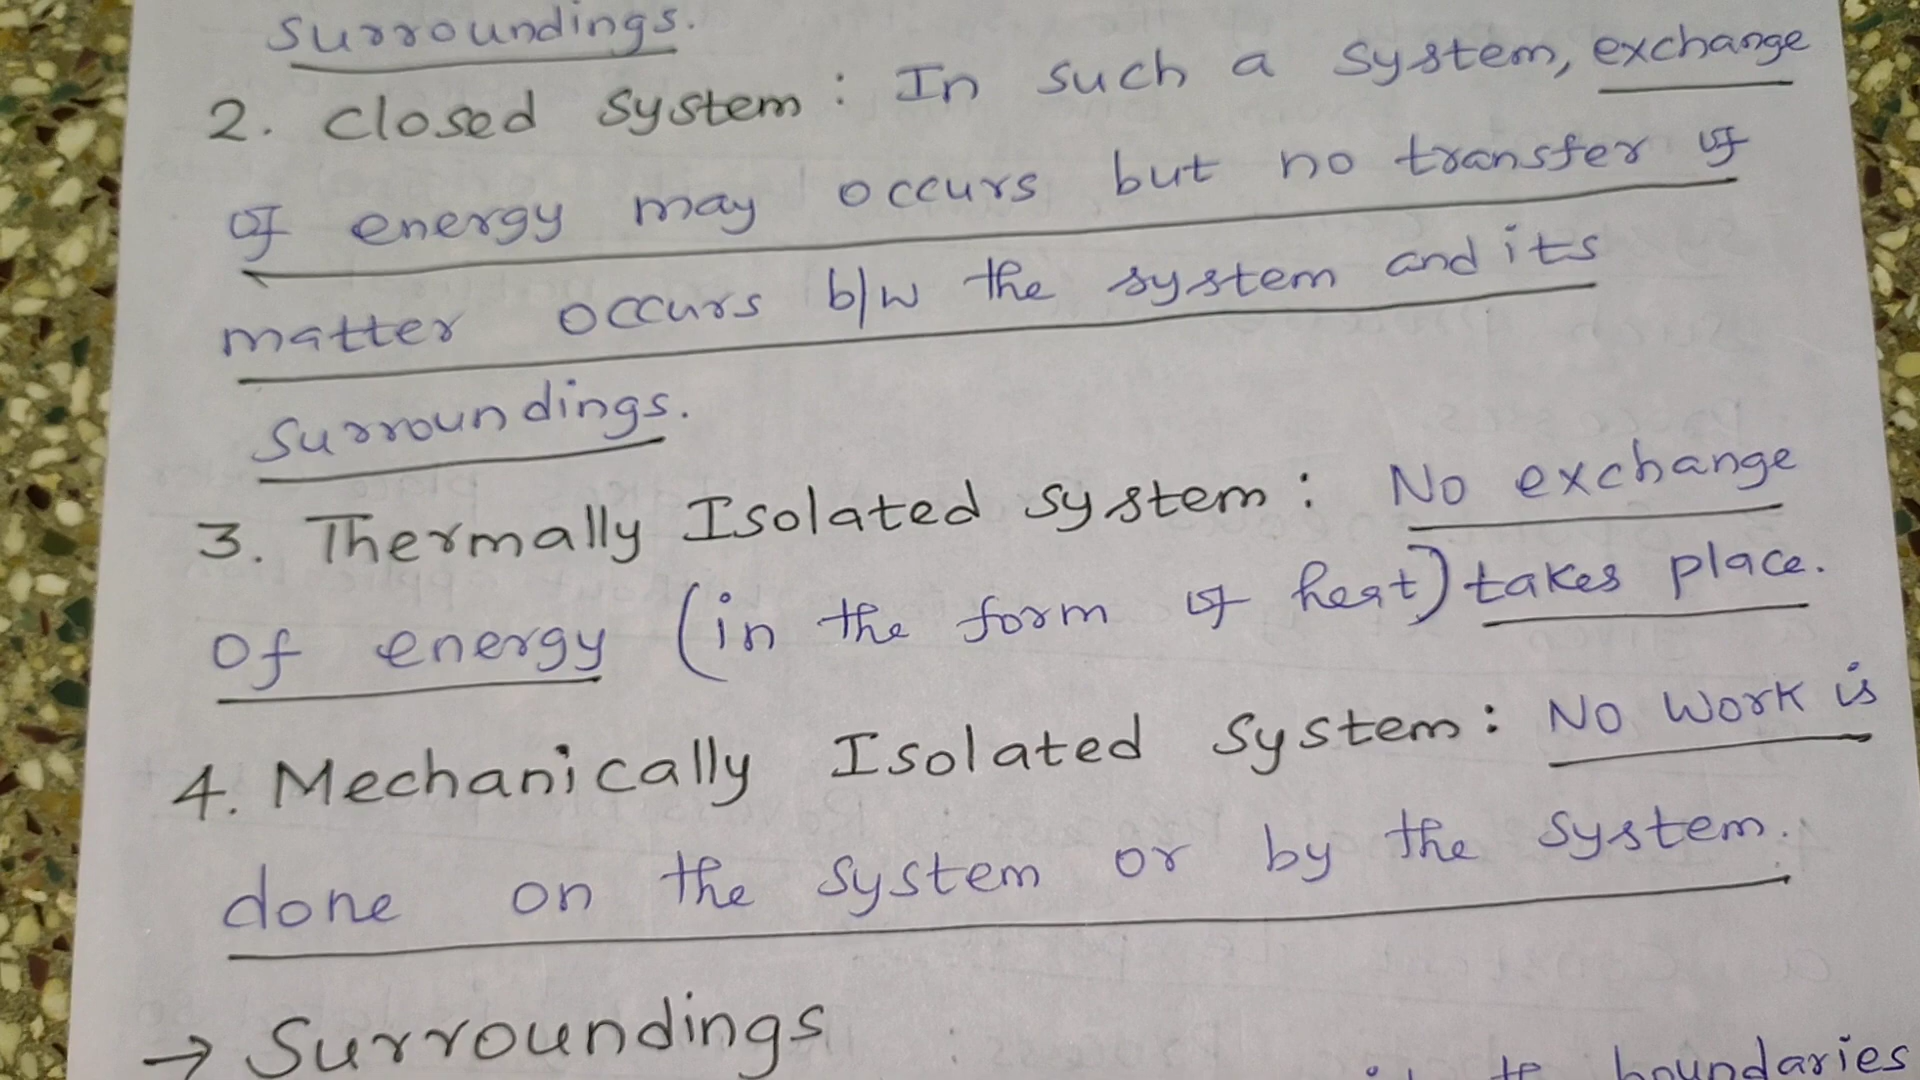 Surroundings.
2. closed system : In such a system, exchange
of energy may occurs but no transfer of
matter occurs b/w the system and its
surroundings.
3. Thermally Isolated system : No exchange
of energy (in the form of heat) takes place.
4. Mechanically Isolated system : No work is
done on the system or by the system.
→ Surroundings
boundaries